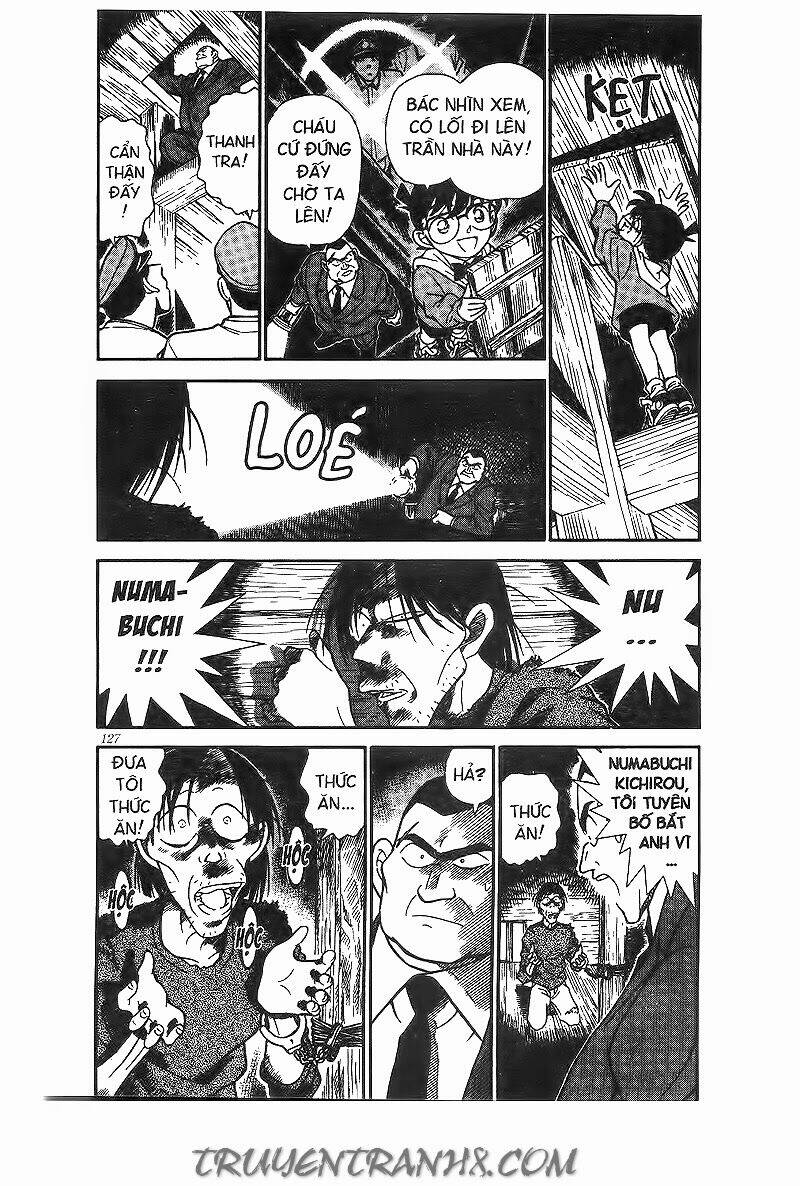 KẸT
BÁC NHÌN XEM,
CÓ LỐI ĐI LÊN
TRẦN NHÀ NÀY!
CHÁU
CỨ ĐỨNG
ĐẤY
CHỜ TA
LÊN!
THANH
TRA!
CẨN
THẬN
ĐẤY
!
LOÉ
NU
...
NUMA-
BUCHI
!!!
127
NUMABUCHI
KICHIROU,
TÔI TUYÊN
BỐ BẮT
ANH VÌ
...
THỨC
ĂN!
HẢ?
THỨC
ĂN...
ĐƯA
TÔI
THỨC
ĂN!
HỘC
HỘC
HỘC
TRUYENTRANH8.COM